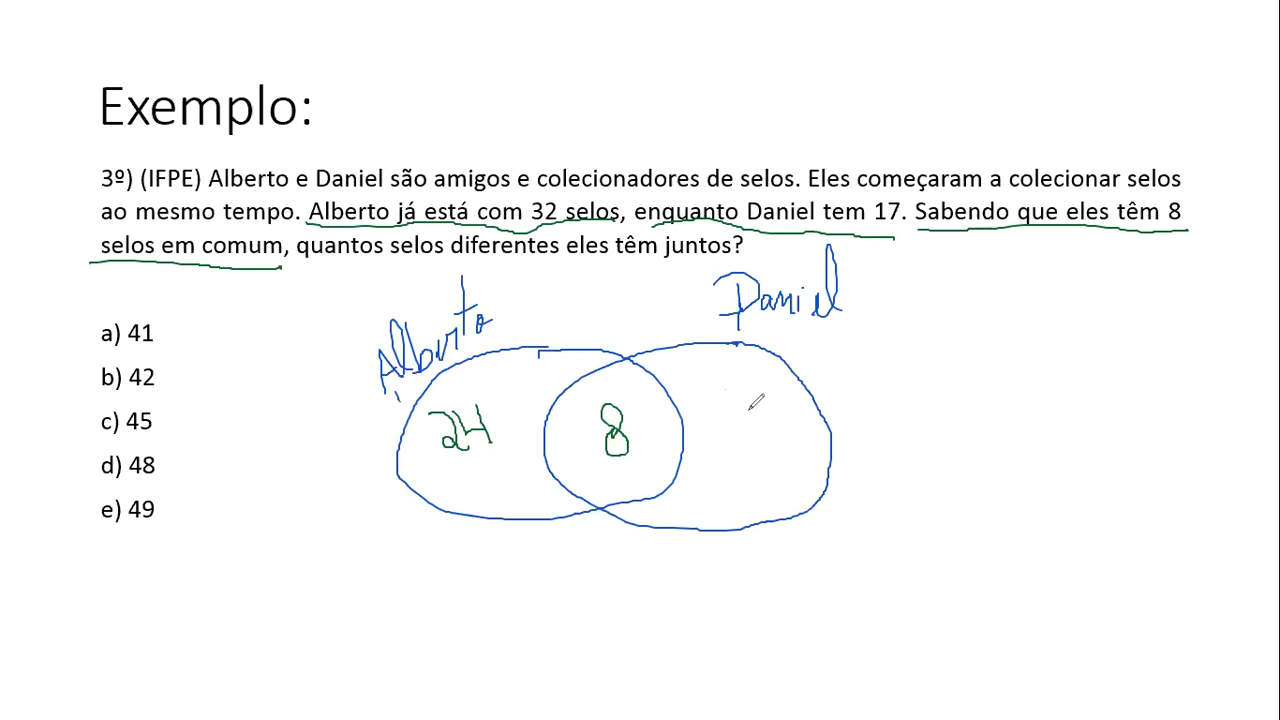 Exemplo:
3º) (IFPE) Alberto e Daniel são amigos e colecionadores de selos. Eles começaram a colecionar selos
ao mesmo tempo. Alberto já está com 32 selos, enquanto Daniel tem 17. Sabendo que eles têm 8
selos em comum, quantos selos diferentes eles têm juntos?
Daniel
Alberto
a) 41
b) 42
c) 45
d) 48
e) 49
24
8